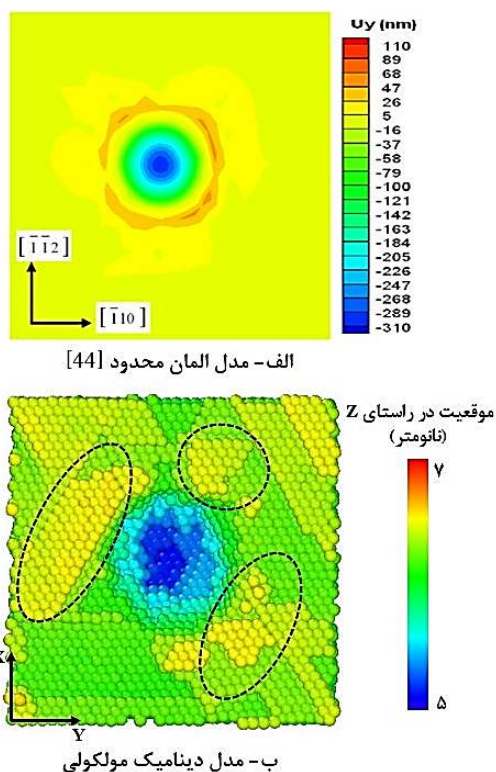 Uy (nm)
110
89
68
47
26
5
-16
-37
-58
-79
-100
-121
-142
-163
-184
-205
-226
-247
-268
-289
-310
[1̄ 1̄ 2]
[1̄ 1 0]
الف- مدل المان محدود [44]
موقعیت در راستای Z
(نانومتر)
۷
۵
X
Y
ب- مدل دینامیک مولکولی